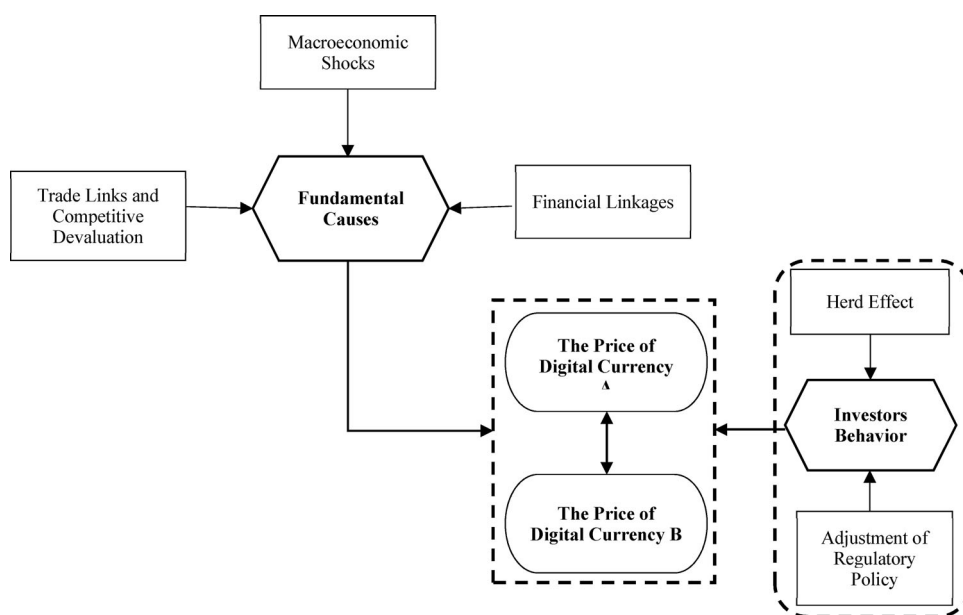 Macroeconomic
Shocks
Trade Links and
Competitive
Devaluation
Fundamental
Causes
Financial Linkages
Herd Effect
The Price of
Digital Currency
The Price of
Digital Currency B
Investors
Behavior
Adjustment of
Regulatory
Policy